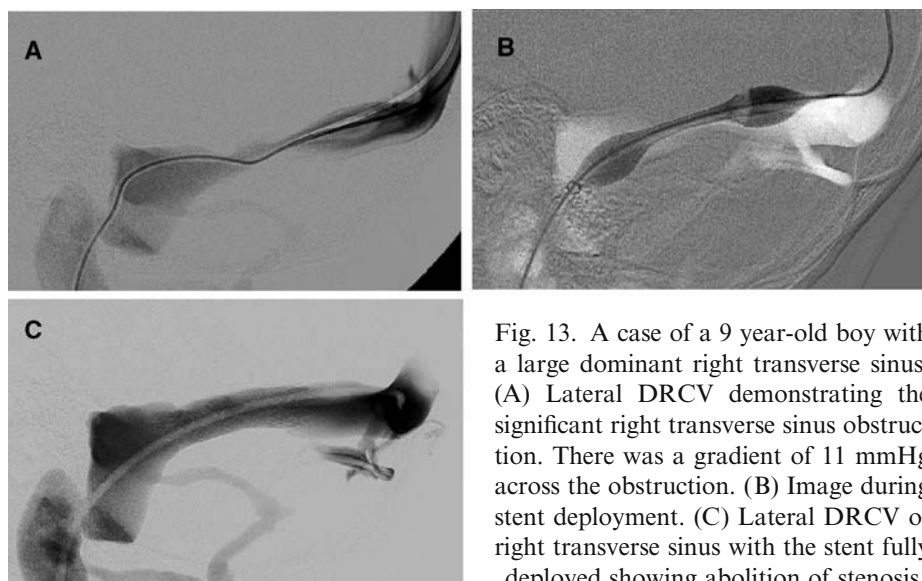 A
B
C
Fig. 13. A case of a 9 year-old boy with
a large dominant right transverse sinus
(A) Lateral DRCV demonstrating the
significant right transverse sinus obstruc
tion. There was a gradient of 11 mmHg
across the obstruction. (B) Image during
stent deployment. (C) Lateral DRCV o
right transverse sinus with the stent fully
deployed showing abolition of stenosis